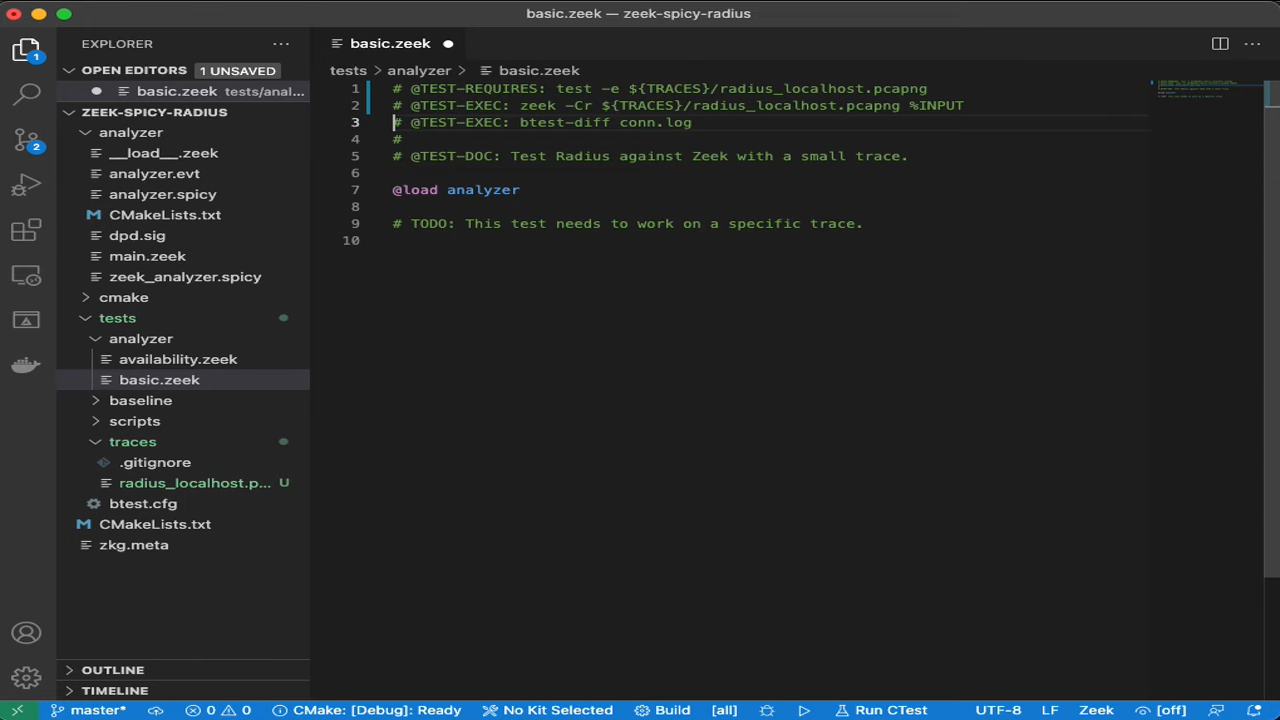 basic.zeek — zeek-spicy-radius
EXPLORER
OPEN EDITORS 1 UNSAVED
basic.zeek tests/anal...
ZEEK-SPICY-RADIUS
analyzer
__load__.zeek
analyzer.evt
analyzer.spicy
CMakeLists.txt
dpd.sig
main.zeek
zeek_analyzer.spicy
cmake
tests
analyzer
availability.zeek
basic.zeek
baseline
scripts
traces
.gitignore
radius_localhost.p... U
btest.cfg
CMakeLists.txt
zkg.meta
OUTLINE
TIMELINE
1
2
basic.zeek
tests > analyzer > basic.zeek
1 # @TEST-REQUIRES: test -e ${TRACES}/radius_localhost.pcapng
2 # @TEST-EXEC: zeek -Cr ${TRACES}/radius_localhost.pcapng %INPUT
3 # @TEST-EXEC: btest-diff conn.log
4 #
5 # @TEST-DOC: Test Radius against Zeek with a small trace.
6
7 @load analyzer
8
9 # TODO: This test needs to work on a specific trace.
10
master* 0 0 CMake: [Debug]: Ready No Kit Selected Build [all] Run CTest UTF-8 LF Zeek [off]